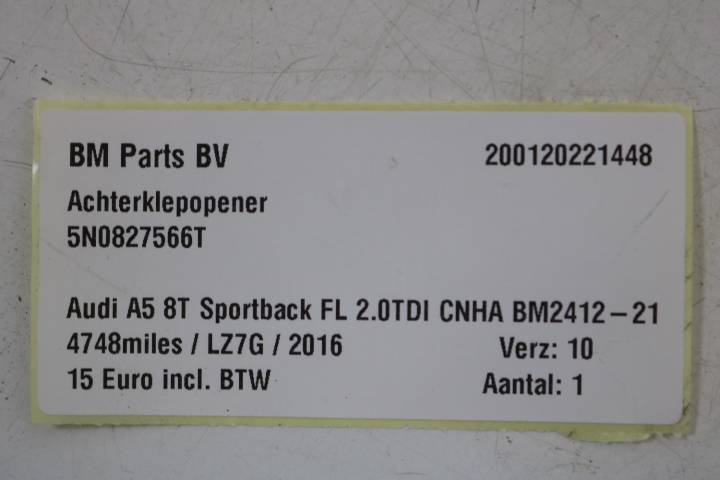 BM Parts BV 200120221448
Achterklepopener
5N0827566T
Audi A5 8T Sportback FL 2.0TDI CNHA BM2412-21
4748miles / LZ7G / 2016 Verz: 10
15 Euro incl. BTW Aantal: 1